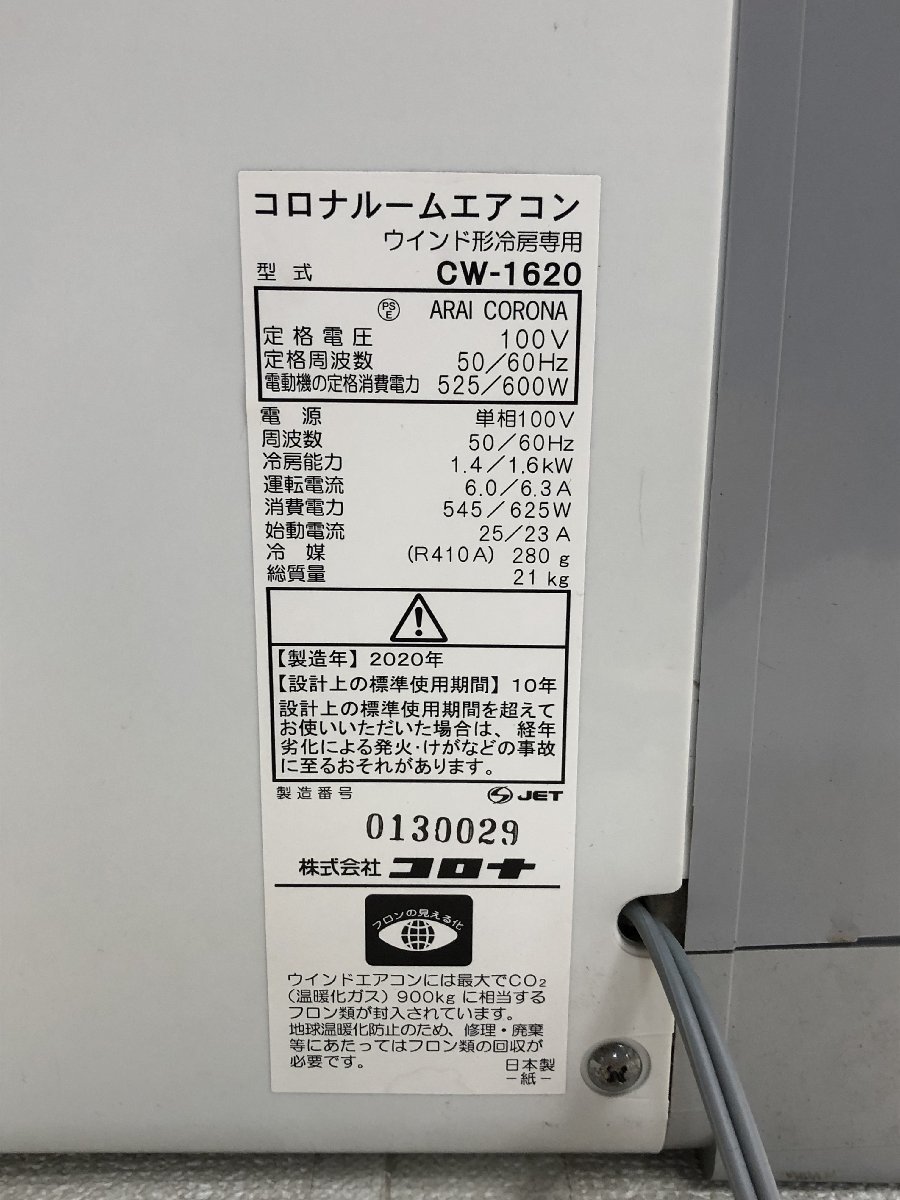 コロナルームエアコン
ウインド形冷房専用
型式 CW-1620
PSE ARAI CORONA
定格電圧 100V
定格周波数 50/60Hz
電動機の定格消費電力 525/600W
電源 単相100V
周波数 50/60Hz
冷房能力 1.4/1.6kW
運転電流 6.0/6.3A
消費電力 545/625W
始動電流 25/23A
冷媒 (R410A) 280g
総質量 21kg
【製造年】2020年
【設計上の標準使用期間】10年
設計上の標準使用期間を超えて
お使いいただいた場合は、経年
劣化による発火・けがなどの事故
に至るおそれがあります。
製造番号 JET
0130029
株式会社 コロナ
フロンの見える化
ウインドエアコンには最大でCO₂
(温暖化ガス)900kgに相当する
フロン類が封入されています。
地球温暖化防止のため、修理・廃棄
等にあたってはフロン類の回収が
必要です。 日本製
-紙-